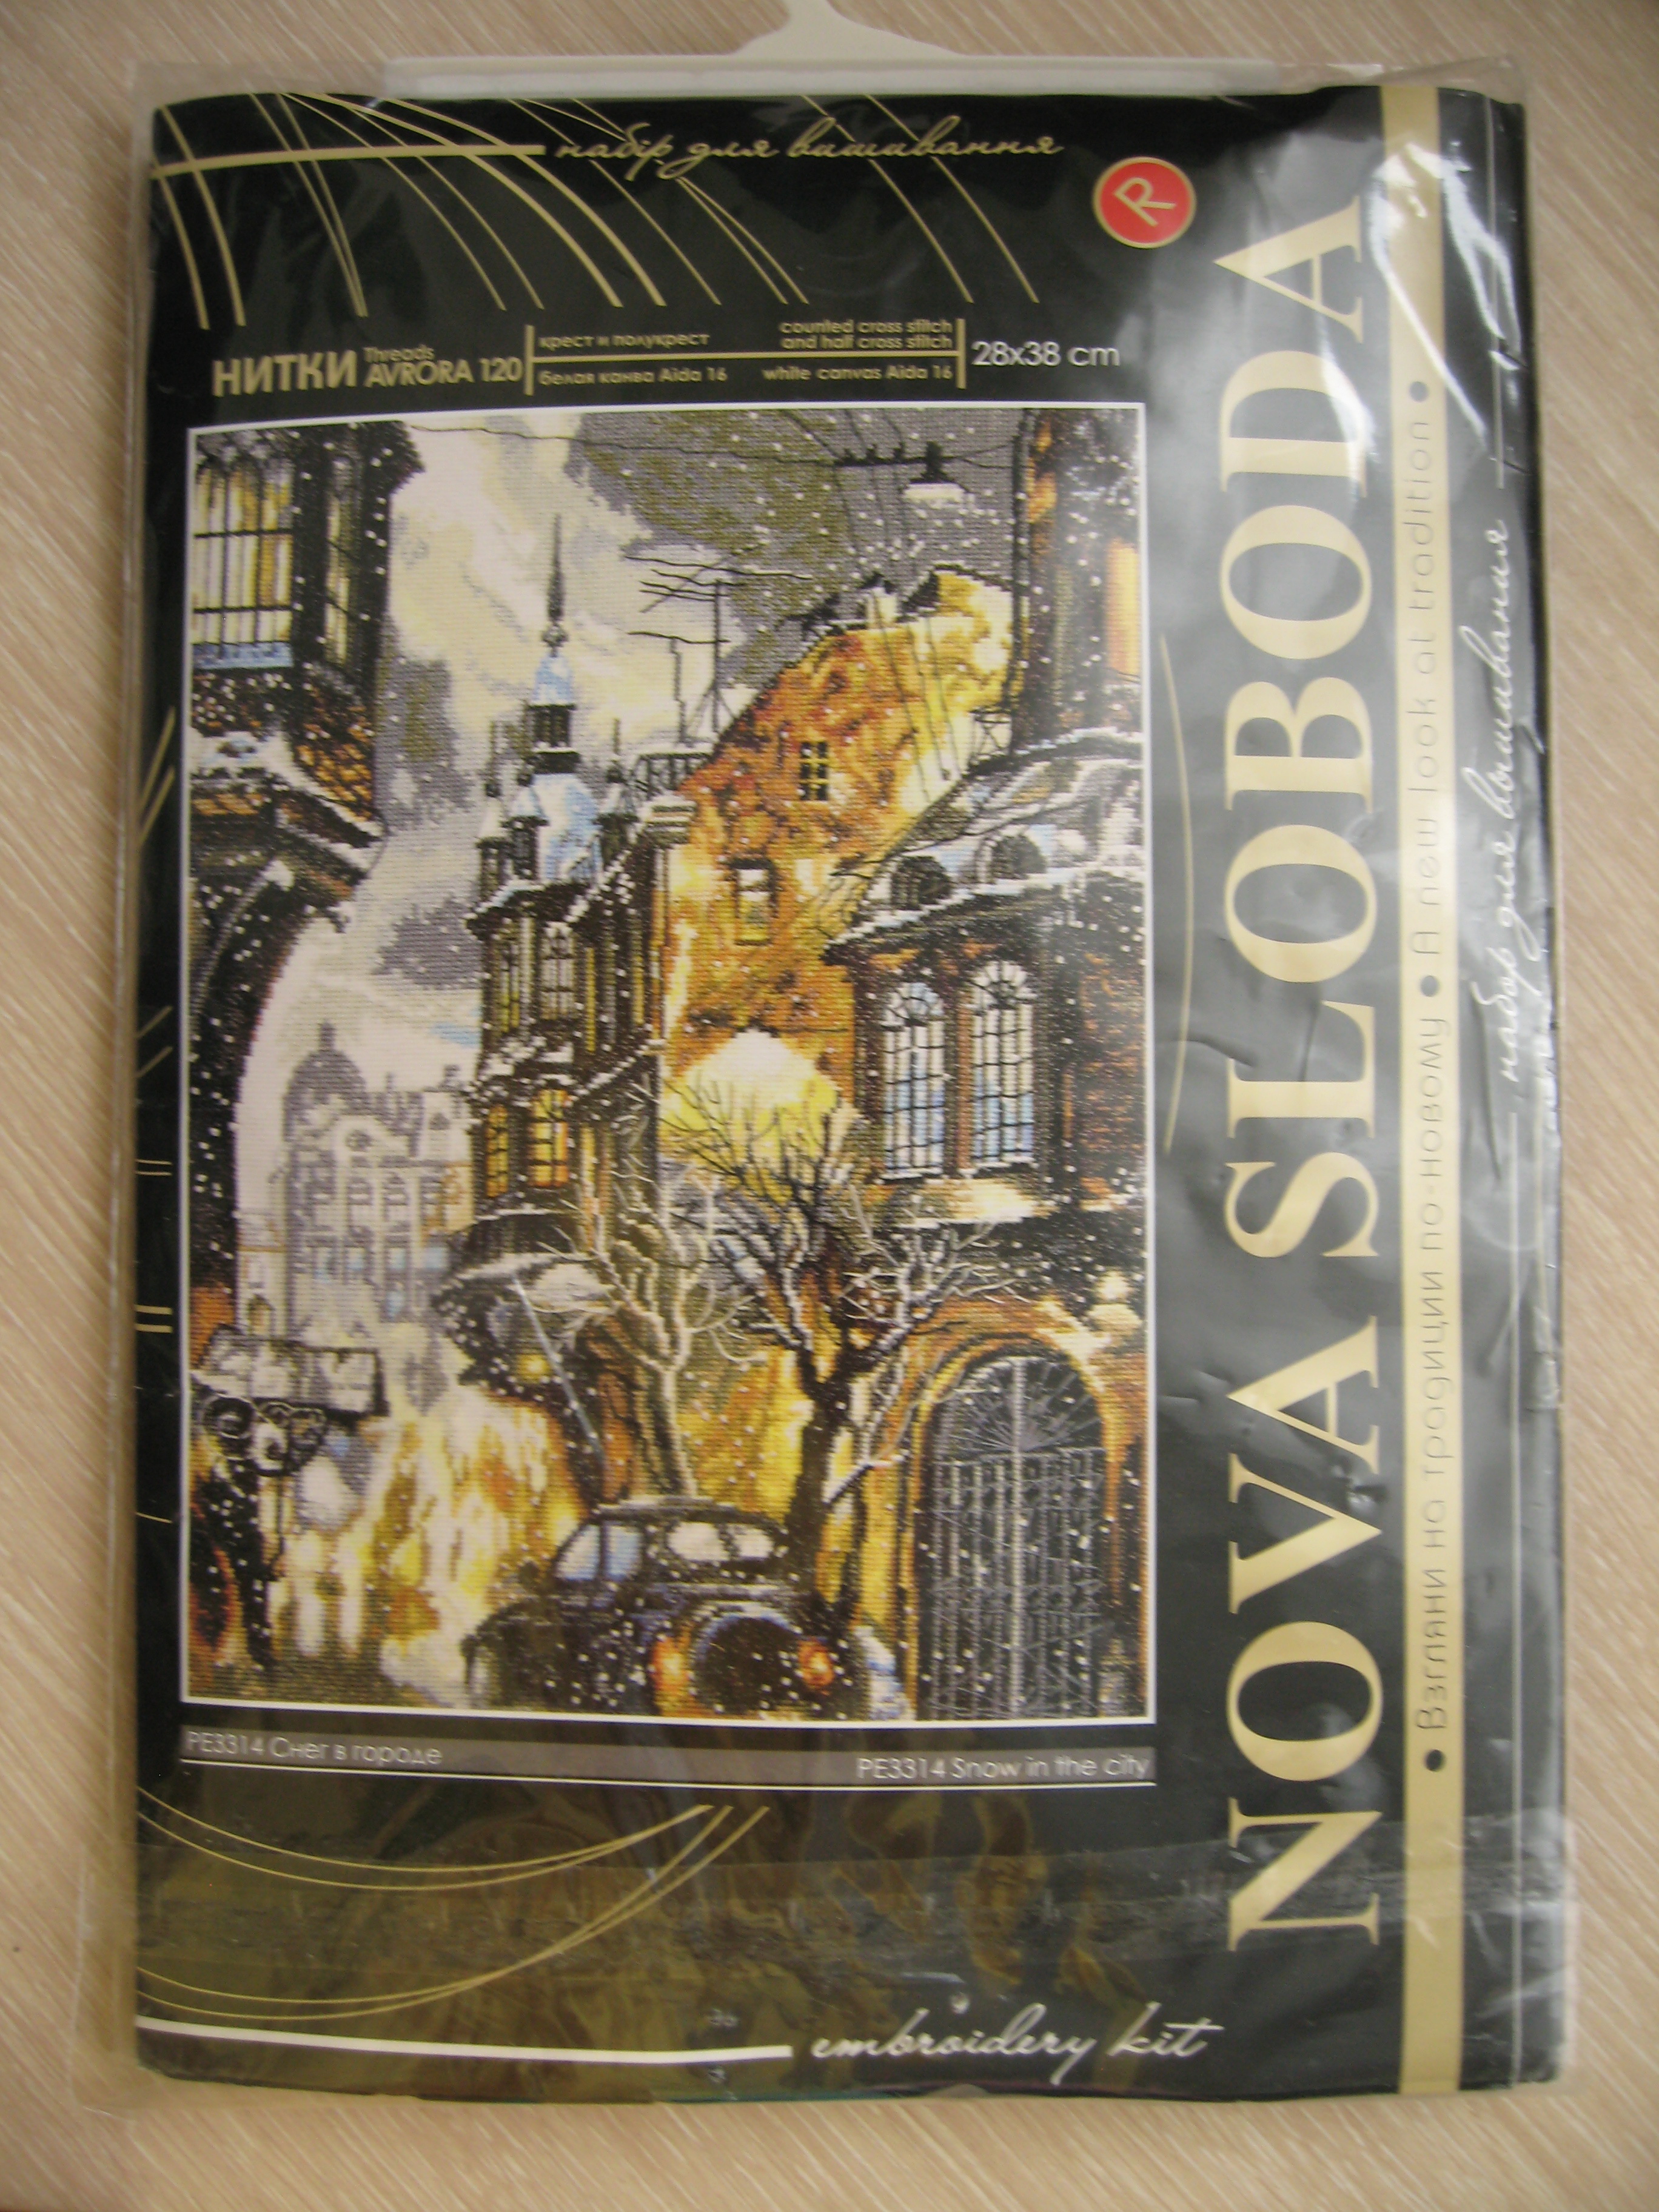 набір для вишивання
R
НИТКИ
Threads
AVRORA 120
крест и полукрест
белая канва Aida 16
counted cross stitch
and half cross stitch
white canvas Aida 16
28x38 cm
PE3314 Снег в городе
PE3314 Snow in the city
embroidery kit
NOVA SLOBODA
• Взгляни на традиции по-новому • A new look at tradition •
набор для вышивания